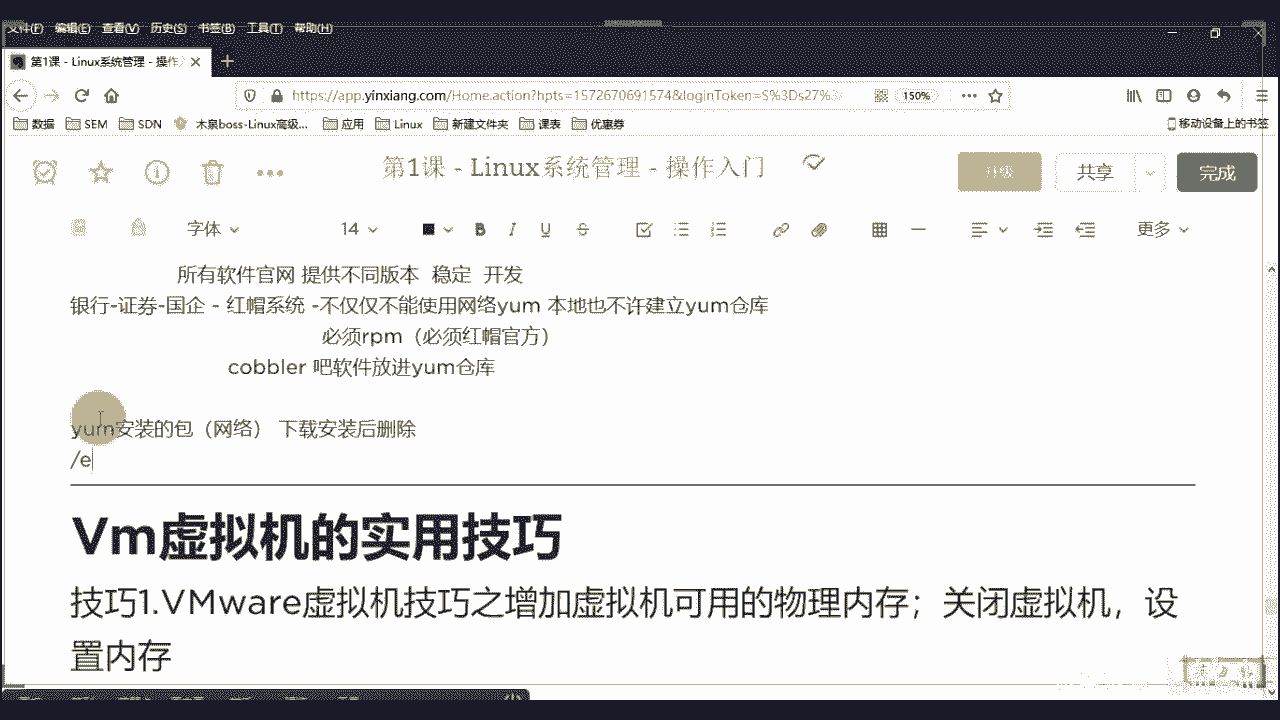 文件(F) 编辑(E) 查看(V) 历史(S) 书签(B) 工具(T) 帮助(H)
第1课 - Linux系统管理 - 操作
https://app.yinxiang.com/Home.action?hpts=1572670691574&loginToken=S%3Ds27%3
150%
数据 SEM SDN 木泉boss-Linux高级... 应用 Linux 新建文件夹 课表 优惠券 移动设备上的书签
第1课 - Linux系统管理 - 操作入门
升级 共享 完成
字体 14 B I U S 更多
所有软件官网 提供不同版本 稳定 开发
银行-证券-国企 - 红帽系统 -不仅仅不能使用网络yum 本地也不许建立yum仓库
必须rpm（必须红帽官方）
cobbler 吧软件放进yum仓库
yum安装的包（网络） 下载安装后删除
/e
Vm虚拟机的实用技巧
技巧1.VMware虚拟机技巧之增加虚拟机可用的物理内存；关闭虚拟机，设
置内存